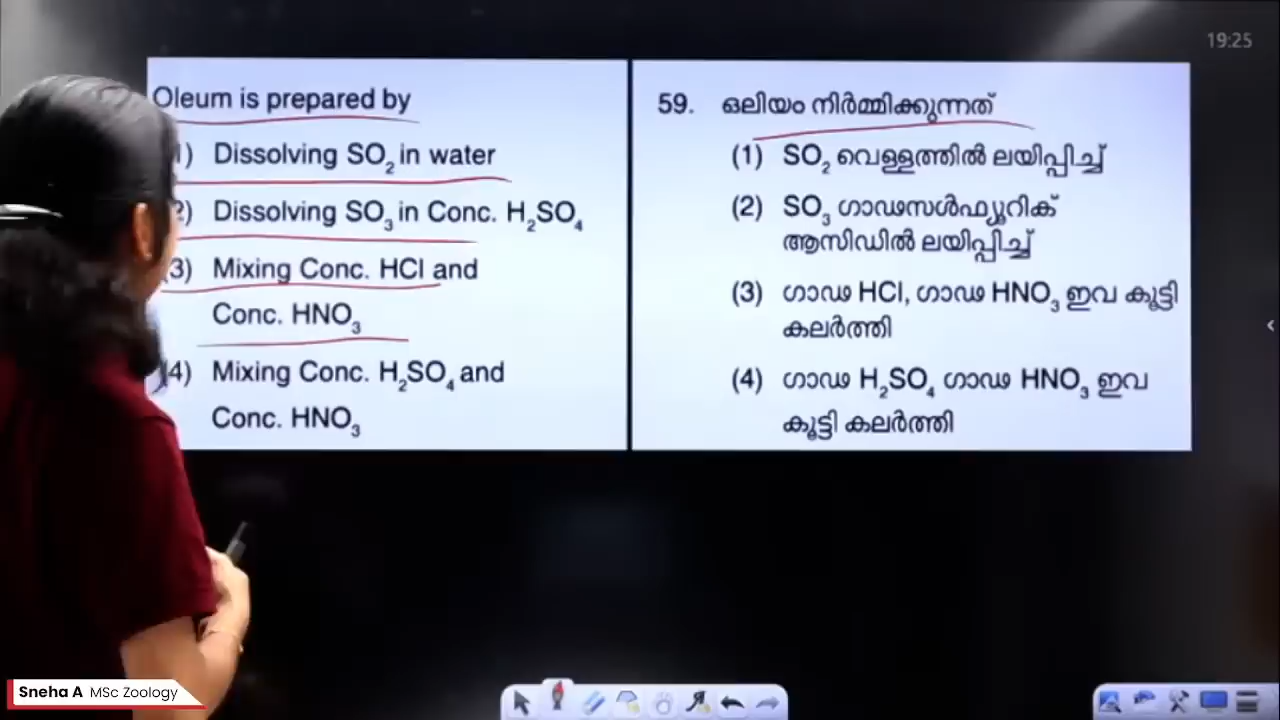 19:25
Oleum is prepared by
1) Dissolving SO₂ in water
2) Dissolving SO₃ in Conc. H₂SO₄
(3) Mixing Conc. HCl and
Conc. HNO₃
(4) Mixing Conc. H₂SO₄ and
Conc. HNO₃
59. ഒലിയം നിർമ്മിക്കുന്നത്
(1) SO₂ വെള്ളത്തിൽ ലയിപ്പിച്ച്
(2) SO₃ ഗാഢസൾഫ്യൂറിക്
ആസിഡിൽ ലയിപ്പിച്ച്
(3) ഗാഢ HCl, ഗാഢ HNO₃ ഇവ കൂട്ടി
കലർത്തി
(4) ഗാഢ H₂SO₄ ഗാഢ HNO₃ ഇവ
കൂട്ടി കലർത്തി
Sneha A MSc Zoology